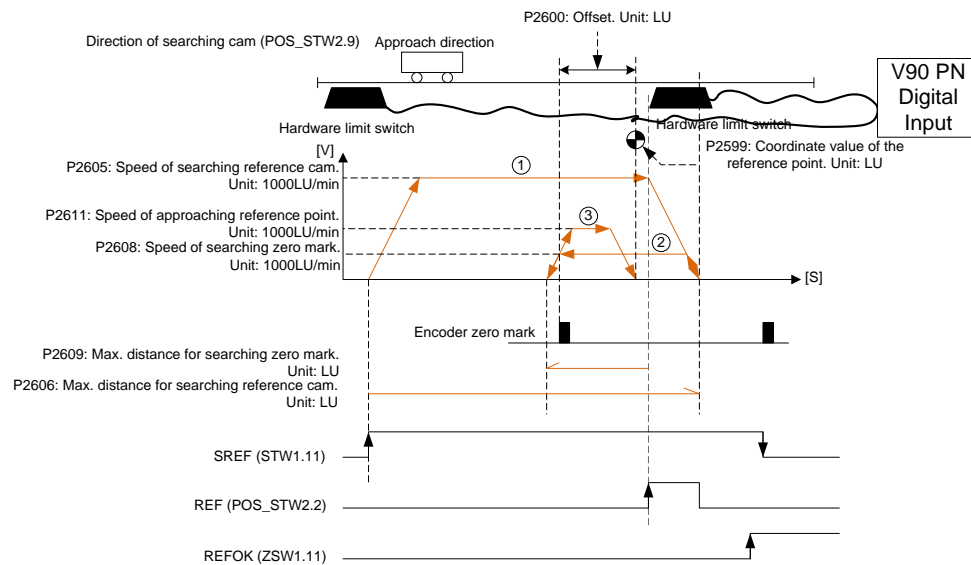 P2600: Offset. Unit: LU
Direction of searching cam (POS_STW2.9)
Approach direction
V90 PN
Digital
Input
Hardware limit switch
Hardware limit switch
P2599: Coordinate value of the
reference point. Unit: LU
[V]
P2605: Speed of searching reference cam.
Unit: 1000LU/min
①
P2611: Speed of approaching reference point.
Unit: 1000LU/min
③
P2608: Speed of searching zero mark.
Unit: 1000LU/min
②
[S]
Encoder zero mark
P2609: Max. distance for searching zero mark.
Unit: LU
P2606: Max. distance for searching reference cam.
Unit: LU
SREF (STW1.11)
REF (POS_STW2.2)
REFOK (ZSW1.11)